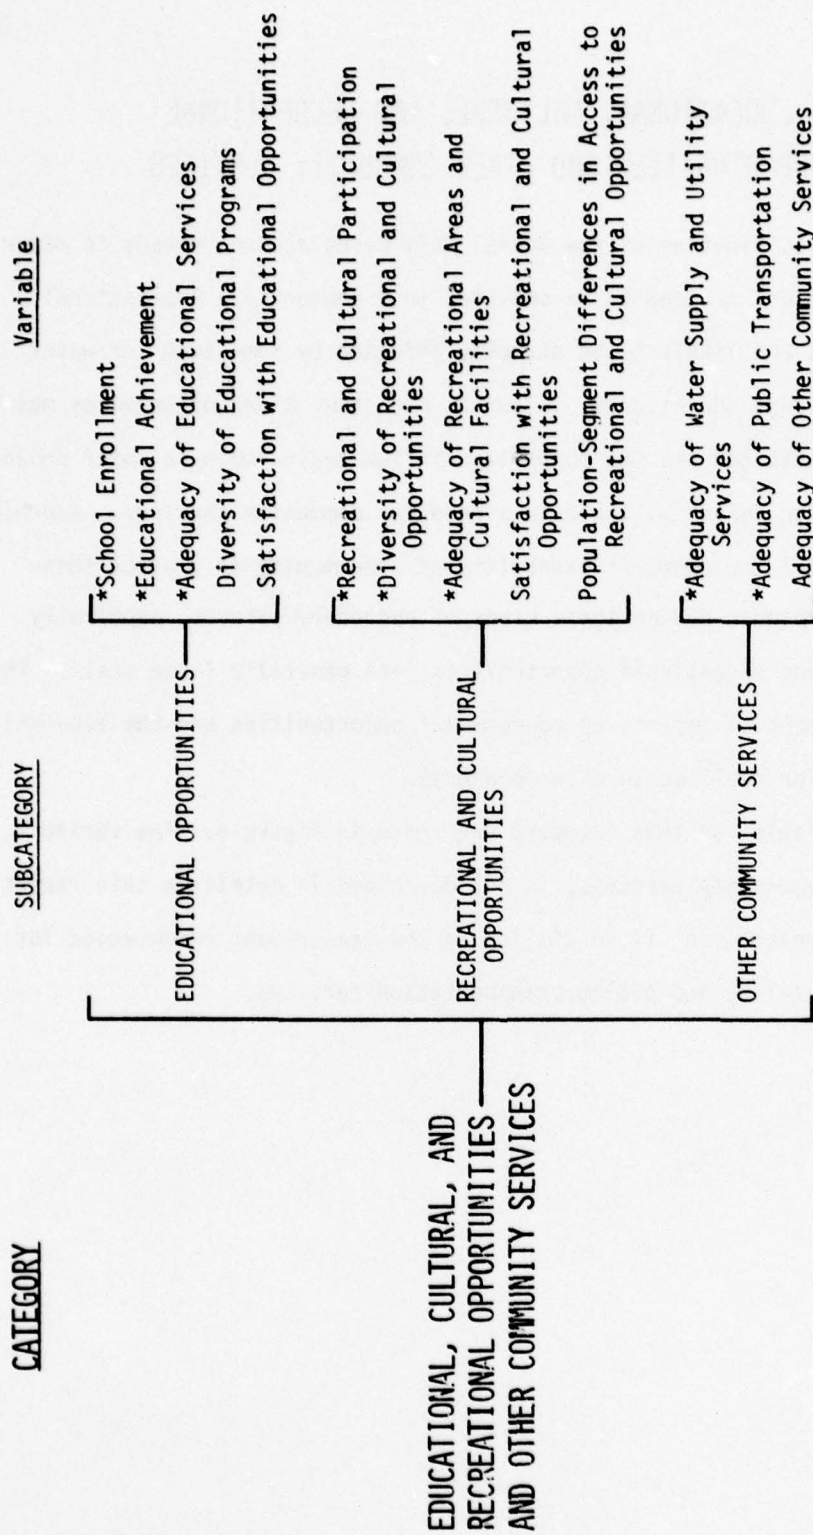 CATEGORY
SUBCATEGORY
Variable
EDUCATIONAL, CULTURAL, AND
RECREATIONAL OPPORTUNITIES
AND OTHER COMMUNITY SERVICES
EDUCATIONAL OPPORTUNITIES
*School Enrollment
*Educational Achievement
*Adequacy of Educational Services
Diversity of Educational Programs
Satisfaction with Educational Opportunities
RECREATIONAL AND CULTURAL
OPPORTUNITIES
*Recreational and Cultural Participation
*Diversity of Recreational and Cultural
Opportunities
*Adequacy of Recreational Areas and
Cultural Facilities
Satisfaction with Recreational and Cultural
Opportunities
Population-Segment Differences in Access to
Recreational and Cultural Opportunities
OTHER COMMUNITY SERVICES
*Adequacy of Water Supply and Utility
Services
*Adequacy of Public Transportation
Adequacy of Other Community Services